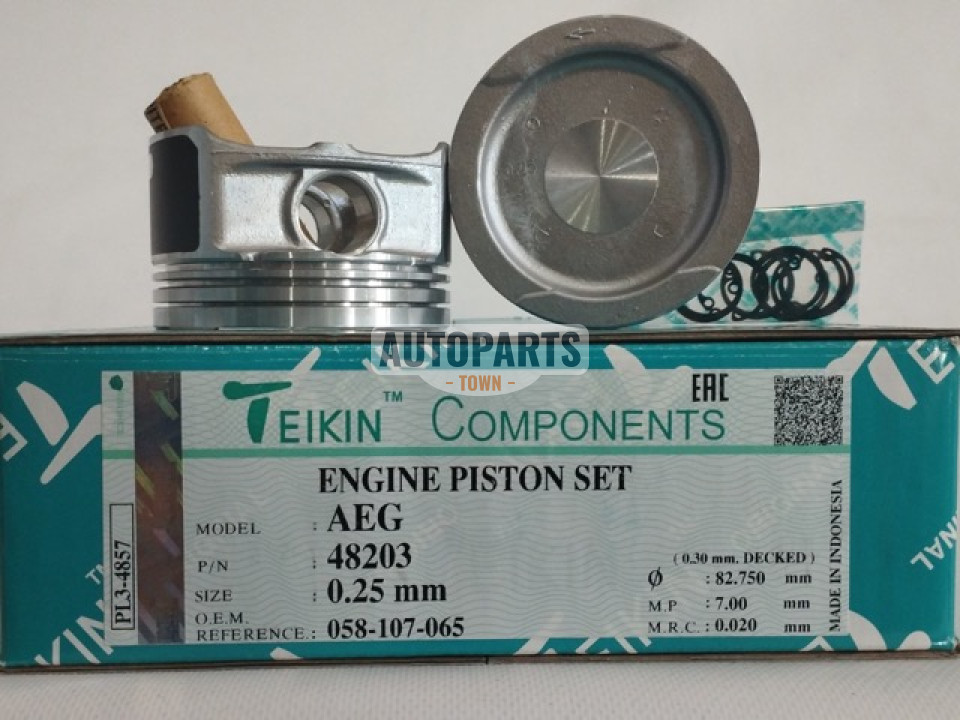 AUTOPARTS
TOWN
TEIKIN™ COMPONENTS
EAC
ENGINE PISTON SET
MODEL : AEG
P/N : 48203
SIZE : 0.25 mm
O.E.M.
REFERENCE.: 058-107-065
( 0.30 mm. DECKED )
Ø : 82.750 mm
M.P : 7.00 mm
M.R.C. : 0.020 mm
PL3-4857
MADE IN INDONESIA